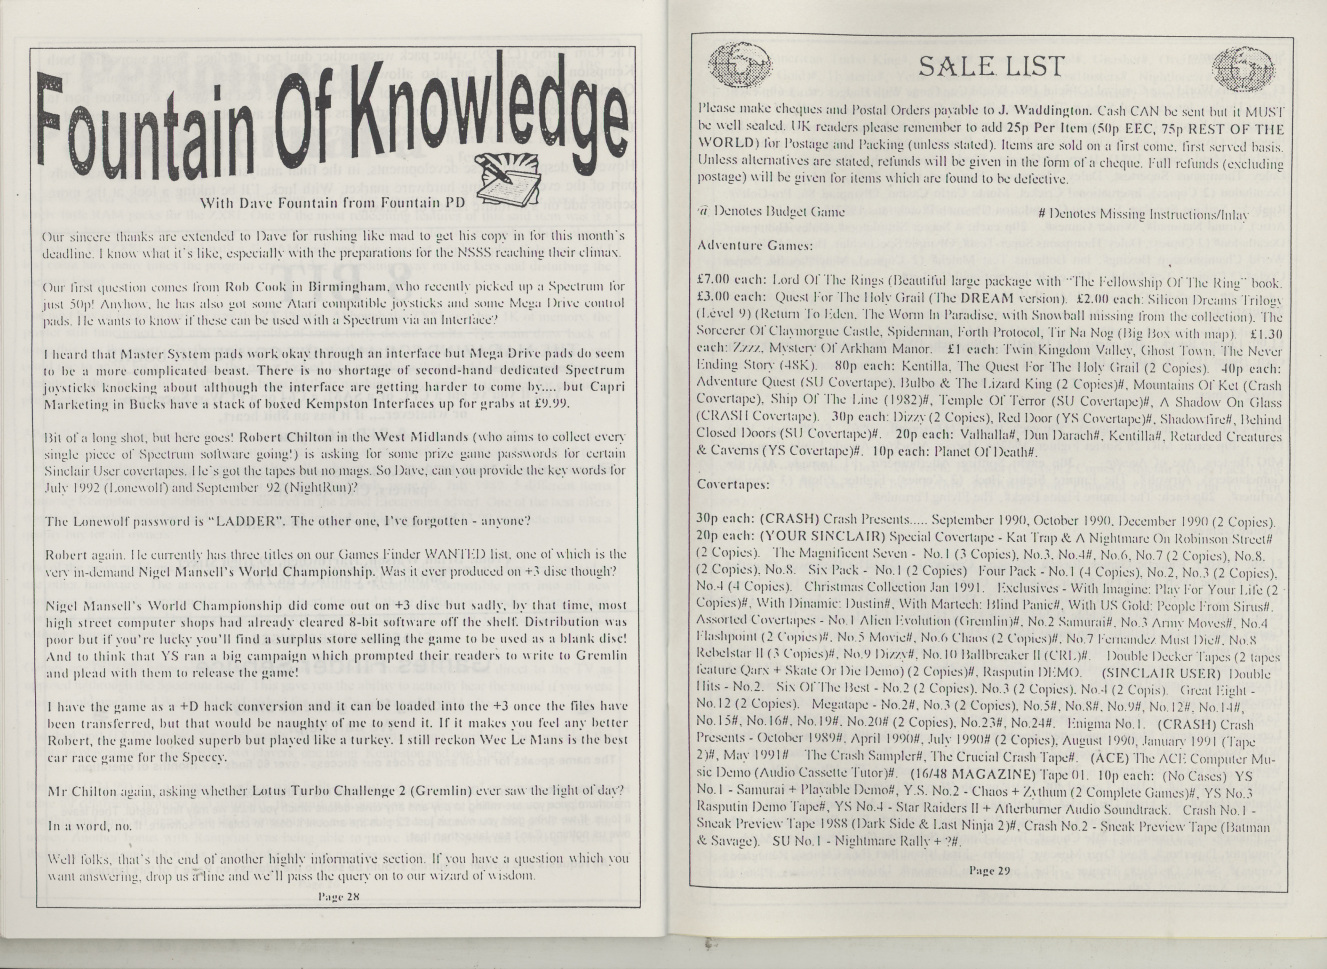 Fountain Of Knowledge
With Dave Fountain from Fountain PD
Our sincere thanks are extended to Dave for rushing like mad to get his copy in for this month's
deadline. I know what it's like, especially with the preparations for the NSSS reaching their climax.
Our first question comes from Rob Cook in Birmingham, who recently picked up a Spectrum for
just 50p! Anyhow, he has also got some Atari compatible joysticks and some Mega Drive control
pads. He wants to know if these can be used with a Spectrum via an Interface?
I heard that Master System pads work okay through an interface but Mega Drive pads do seem
to be a more complicated beast. There is no shortage of second-hand dedicated Spectrum
joysticks knocking about although the interface are getting harder to come by.... but Capri
Marketing in Bucks have a stack of boxed Kempston Interfaces up for grabs at £9.99.
Bit of a long shot, but here goes! Robert Chilton in the West Midlands (who aims to collect every
single piece of Spectrum software going!) is asking for some prize game passwords for certain
Sinclair User covertapes. He's got the tapes but no mags. So Dave, can you provide the key words for
July 1992 (Lonewolf) and September 92 (NightRun)?
The Lonewolf password is "LADDER". The other one, I've forgotten - anyone?
Robert again. He currently has three titles on our Games Finder WANTED list, one of which is the
very in-demand Nigel Mansell's World Championship. Was it ever produced on +3 disc though?
Nigel Mansell's World Championship did come out on +3 disc but sadly, by that time, most
high street computer shops had already cleared 8-bit software off the shelf. Distribution was
poor but if you're lucky you'll find a surplus store selling the game to be used as a blank disc!
And to think that YS ran a big campaign which prompted their readers to write to Gremlin
and plead with them to release the game!
I have the game as a +D hack conversion and it can be loaded into the +3 once the files have
been transferred, but that would be naughty of me to send it. If it makes you feel any better
Robert, the game looked superb but played like a turkey. I still reckon Wec Le Mans is the best
car race game for the Speccy.
Mr Chilton again, asking whether Lotus Turbo Challenge 2 (Gremlin) ever saw the light of day?
In a word, no.
Well folks, that's the end of another highly informative section. If you have a question which you
want answering, drop us a line and we'll pass the query on to our wizard of wisdom.
Page 28
SALE LIST
Please make cheques and Postal Orders payable to J. Waddington. Cash CAN be sent but it MUST
be well sealed. UK readers please remember to add 25p Per Item (50p EEC, 75p REST OF THE
WORLD) for Postage and Packing (unless stated). Items are sold on a first come, first served basis.
Unless alternatives are stated, refunds will be given in the form of a cheque. Full refunds (excluding
postage) will be given for items which are found to be defective.
Denotes Budget Game # Denotes Missing Instructions/Inlay
Adventure Games:
£7.00 each: Lord Of The Rings (Beautiful large package with "The Fellowship Of The Ring" book.
£3.00 each: Quest For The Holy Grail (The DREAM version). £2.00 each: Silicon Dreams Trilogy
(Level 9) (Return To Eden, The Worm In Paradise, with Snowball missing from the collection), The
Sorcerer Of Claymorgue Castle, Spiderman, Forth Protocol, Tir Na Nog (Big Box with map). £1.30
each: Zzzz, Mystery Of Arkham Manor. £1 each: Twin Kingdom Valley, Ghost Town, The Never
Ending Story (48K). 80p each: Kentilla, The Quest For The Holy Grail (2 Copies). 40p each:
Adventure Quest (SU Covertape), Bulbo & The Lizard King (2 Copies)#, Mountains Of Ket (Crash
Covertape), Ship Of The Line (1982)#, Temple Of Terror (SU Covertape)#, A Shadow On Glass
(CRASH Covertape). 30p each: Dizzy (2 Copies), Red Door (YS Covertape)#, Shadowfire#, Behind
Closed Doors (SU Covertape)#. 20p each: Valhalla#, Dun Darach#, Kentilla#, Retarded Creatures
& Caverns (YS Covertape)#. 10p each: Planet Of Death#.
Covertapes:
30p each: (CRASH) Crash Presents..... September 1990, October 1990, December 1990 (2 Copies).
20p each: (YOUR SINCLAIR) Special Covertape - Kat Trap & A Nightmare On Robinson Street#
(2 Copies). The Magnificent Seven - No.1 (3 Copies), No.3, No.4#, No.6, No.7 (2 Copies), No.8.
(2 Copies), No.8. Six Pack - No.1 (2 Copies) Four Pack - No.1 (4 Copies), No.2, No.3 (2 Copies),
No.4 (4 Copies). Christmas Collection Jan 1991. Exclusives - With Imagine: Play For Your Life (2
Copies)#, With Dinamic: Dustin#, With Martech: Blind Panic#, With US Gold: People From Sirus#.
Assorted Covertapes - No.1 Alien Evolution (Gremlin)#, No.2 Samurai#, No.3 Army Moves#, No.4
Flashpoint (2 Copies)#, No.5 Movie#, No.6 Chaos (2 Copies)#, No.7 Fernandez Must Die#, No.8
Rebelstar II (3 Copies)#, No.9 Dizzy#, No.10 Ballbreaker II (CRL)#. Double Decker Tapes (2 tapes
feature Qarx + Skate Or Die Demo) (2 Copies)#, Rasputin DEMO. (SINCLAIR USER) Double
Hits - No.2. Six Of The Best - No.2 (2 Copies), No.3 (2 Copies), No.4 (2 Copis). Great Eight -
No.12 (2 Copies). Megatape - No.2#, No.3 (2 Copies), No.5#, No.8#, No.9#, No.12#, No.14#,
No.15#, No.16#, No.19#, No.20# (2 Copies), No.23#, No.24#. Enigma No.1. (CRASH) Crash
Presents - October 1989#, April 1990#, July 1990# (2 Copies), August 1990, January 1991 (Tape
2)#, May 1991# The Crash Sampler#, The Crucial Crash Tape#. (ACE) The ACE Computer Mu-
sic Demo (Audio Cassette Tutor)#. (16/48 MAGAZINE) Tape 01. 10p each: (No Cases) YS
No.1 - Samurai + Playable Demo#, Y.S. No.2 - Chaos + Zythum (2 Complete Games)#, YS No.3
Rasputin Demo Tape#, YS No.4 - Star Raiders II + Afterburner Audio Soundtrack. Crash No.1 -
Sneak Preview Tape 1988 (Dark Side & Last Ninja 2)#, Crash No.2 - Sneak Preview Tape (Batman
& Savage). SU No.1 - Nightmare Rally + ?#.
Page 29